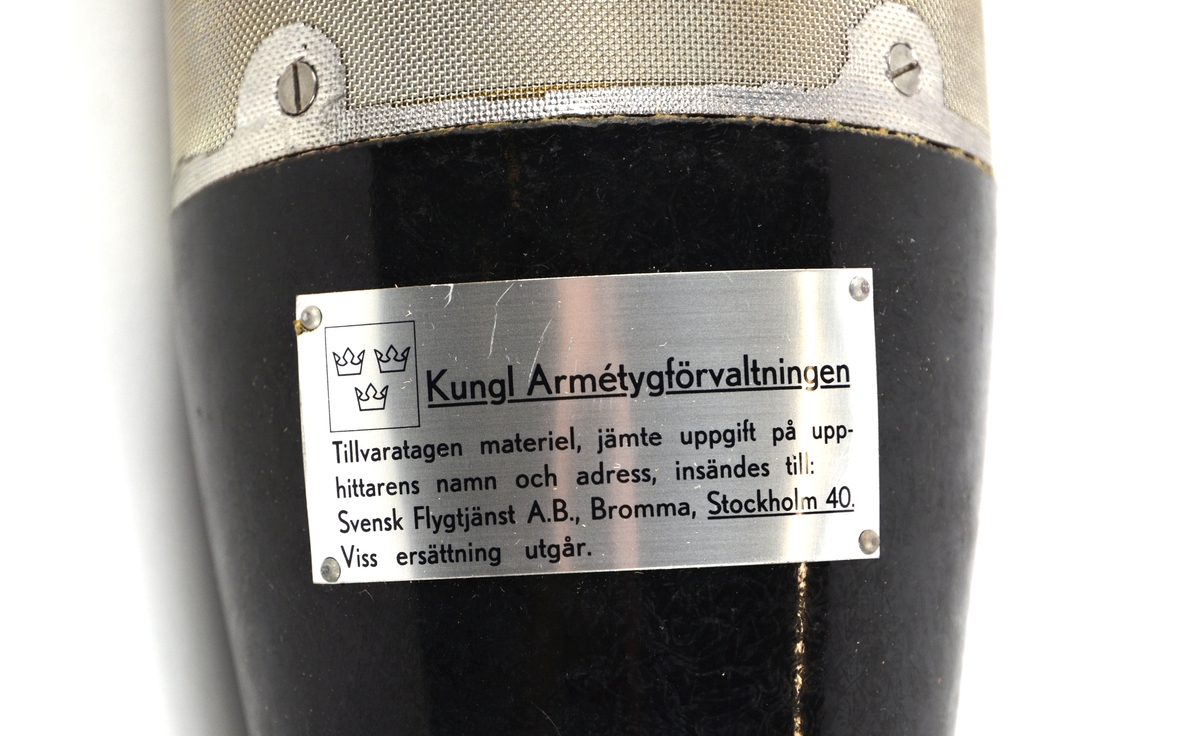 Kungl Armétygförvaltningen
Tillvaratagen materiel, jämte uppgift på upp-
hittarens namn och adress, insändes till:
Svensk Flygtjänst A.B., Bromma, Stockholm 40.
Viss ersättning utgår.